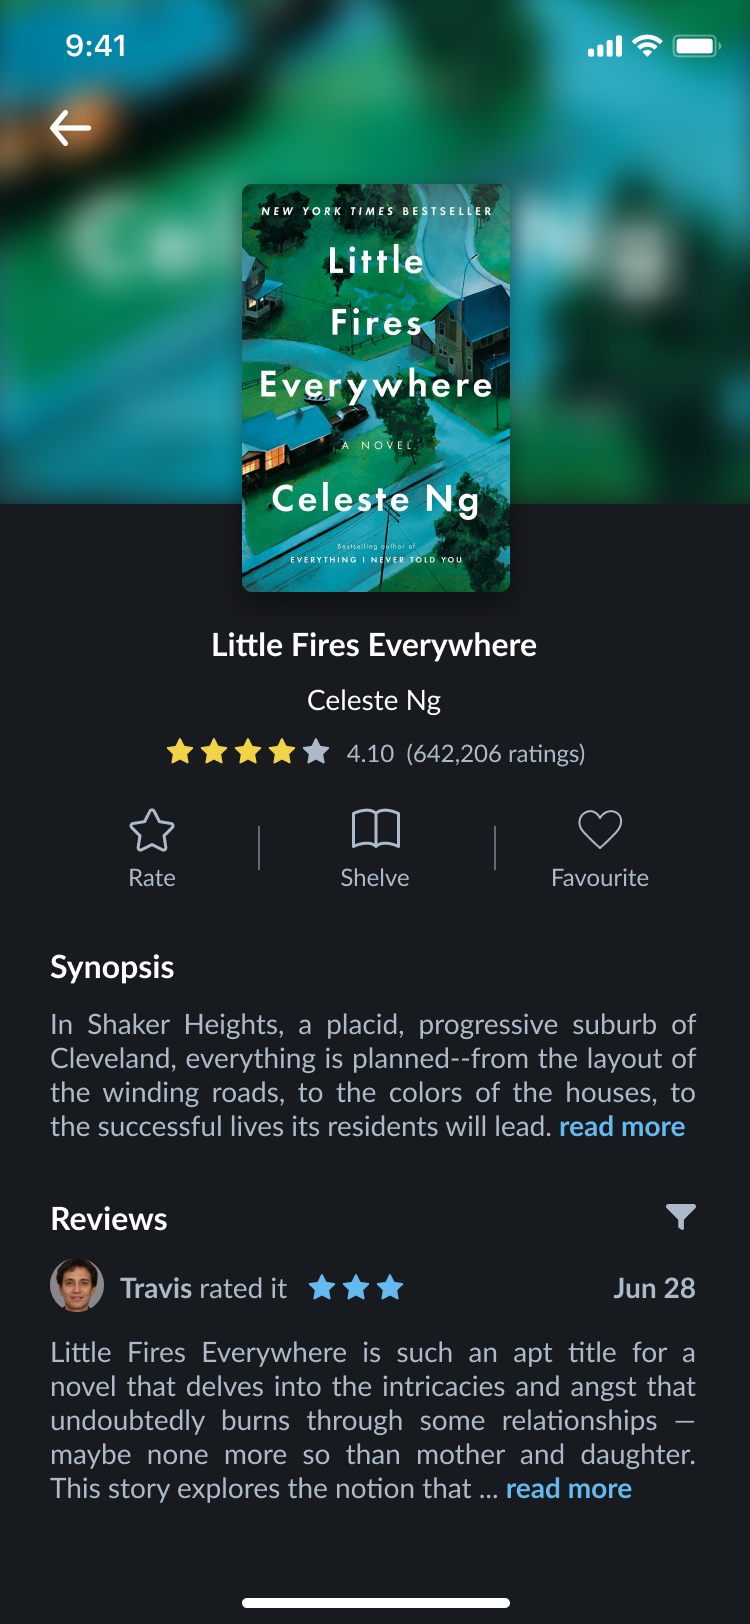 9:41
NEW YORK TIMES BESTSELLER
Little
Fires
Everywhere
A NOVEL
Celeste Ng
Bestselling author of
EVERYTHING I NEVER TOLD YOU
Little Fires Everywhere
Celeste Ng
4.10 (642,206 ratings)
Rate
Shelve
Favourite
Synopsis
In Shaker Heights, a placid, progressive suburb of
Cleveland, everything is planned--from the layout of
the winding roads, to the colors of the houses, to
the successful lives its residents will lead. read more
Reviews
Travis rated it
Jun 28
Little Fires Everywhere is such an apt title for a
novel that delves into the intricacies and angst that
undoubtedly burns through some relationships —
maybe none more so than mother and daughter.
This story explores the notion that ... read more